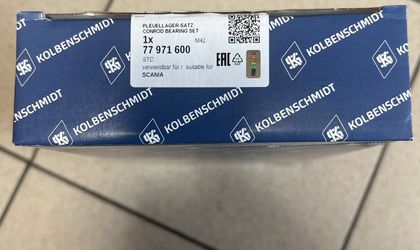 PLEUELLAGER-SATZ
CONROD BEARING SET
1x M42
77 971 600
STD
verwendbar für / suitable for
SCANIA
EAC
KOLBENSCHMIDT
KOLBENSCHMIDT
KOLBENSCHMIDT
KOLBENSCHMIDT
KOLBENSCHMIDT
KOLBENSCHMIDT